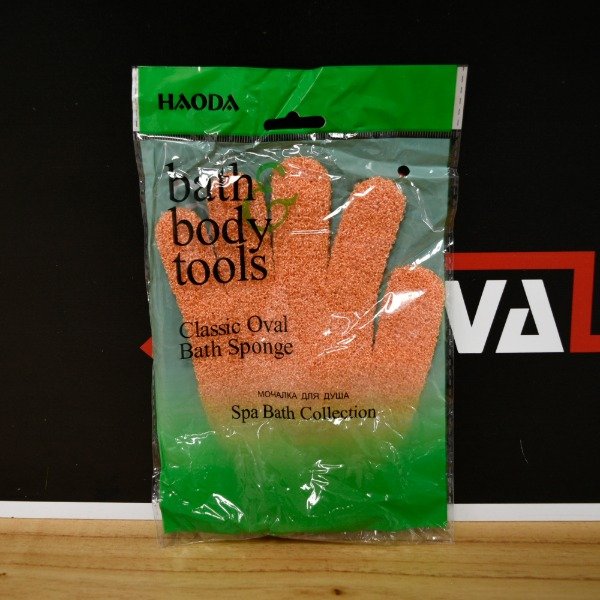 HAODA
bath &
body
tools
Classic Oval
Bath Sponge
МОЧАЛКА ДЛЯ ДУША
Spa Bath Collection
VA